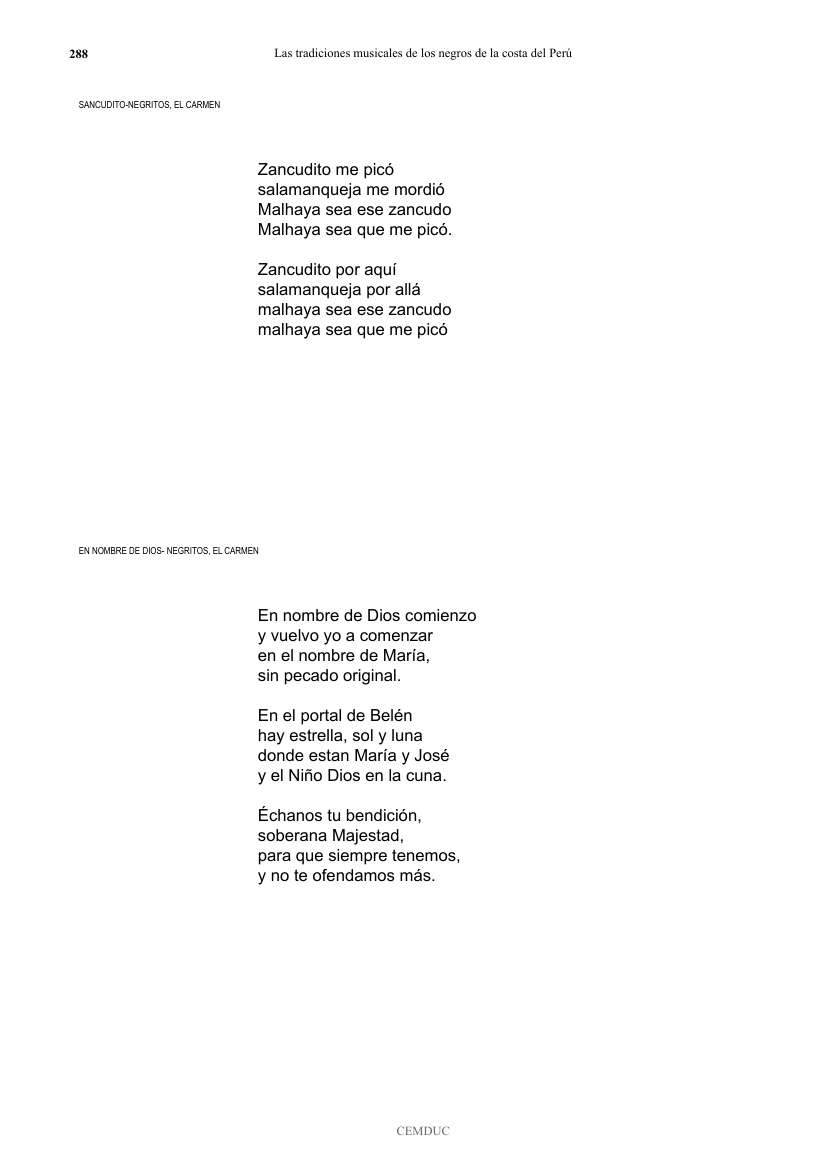 288
Las tradiciones musicales de los negros de la costa del Perú
SANCUDITO-NEGRITOS, EL CARMEN
Zancudito me picó
salamanqueja me mordió
Malhaya sea ese zancudo
Malhaya sea que me picó.
Zancudito por aquí
salamanqueja por allá
malhaya sea ese zancudo
malhaya sea que me picó
EN NOMBRE DE DIOS- NEGRITOS, EL CARMEN
En nombre de Dios comienzo
y vuelvo yo a comenzar
en el nombre de María,
sin pecado original.
En el portal de Belén
hay estrella, sol y luna
donde estan María y José
y el Niño Dios en la cuna.
Échanos tu bendición,
soberana Majestad,
para que siempre tenemos,
y no te ofendamos más.
CEMDUC